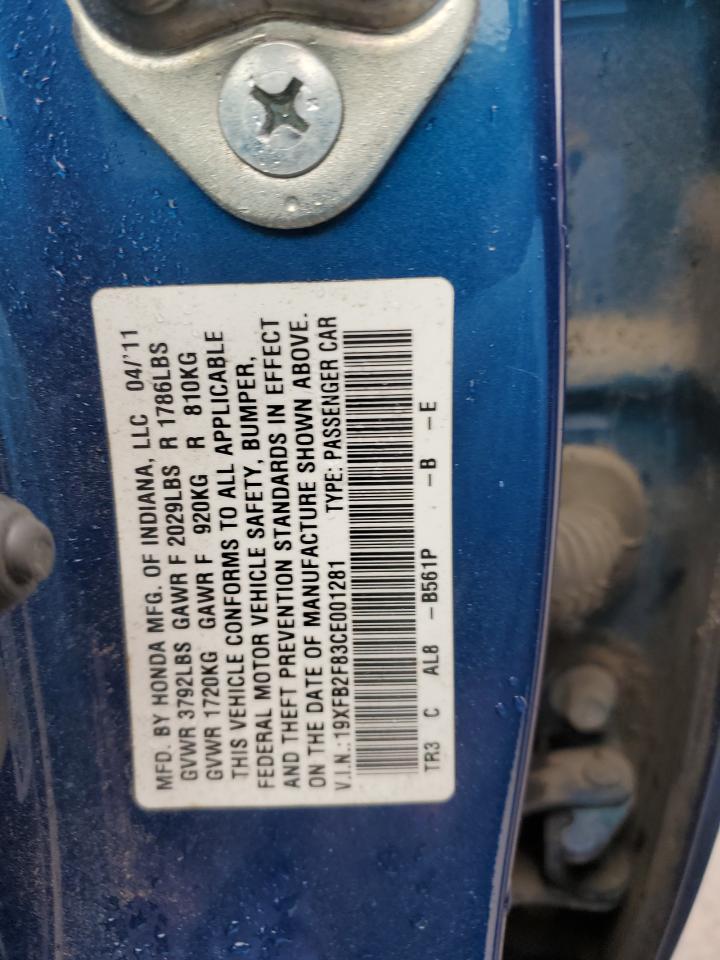 MFD. BY HONDA MFG. OF INDIANA, LLC 04/'11
GVWR 3792LBS GAWR F 2029LBS R 1786LBS
GVWR 1720KG GAWR F 920KG R 810KG
THIS VEHICLE CONFORMS TO ALL APPLICABLE
FEDERAL MOTOR VEHICLE SAFETY, BUMPER,
AND THEFT PREVENTION STANDARDS IN EFFECT
ON THE DATE OF MANUFACTURE SHOWN ABOVE.
V.I.N.:19XFB2F83CE001281 TYPE: PASSENGER CAR
TR3 C AL8 -B561P -B -E